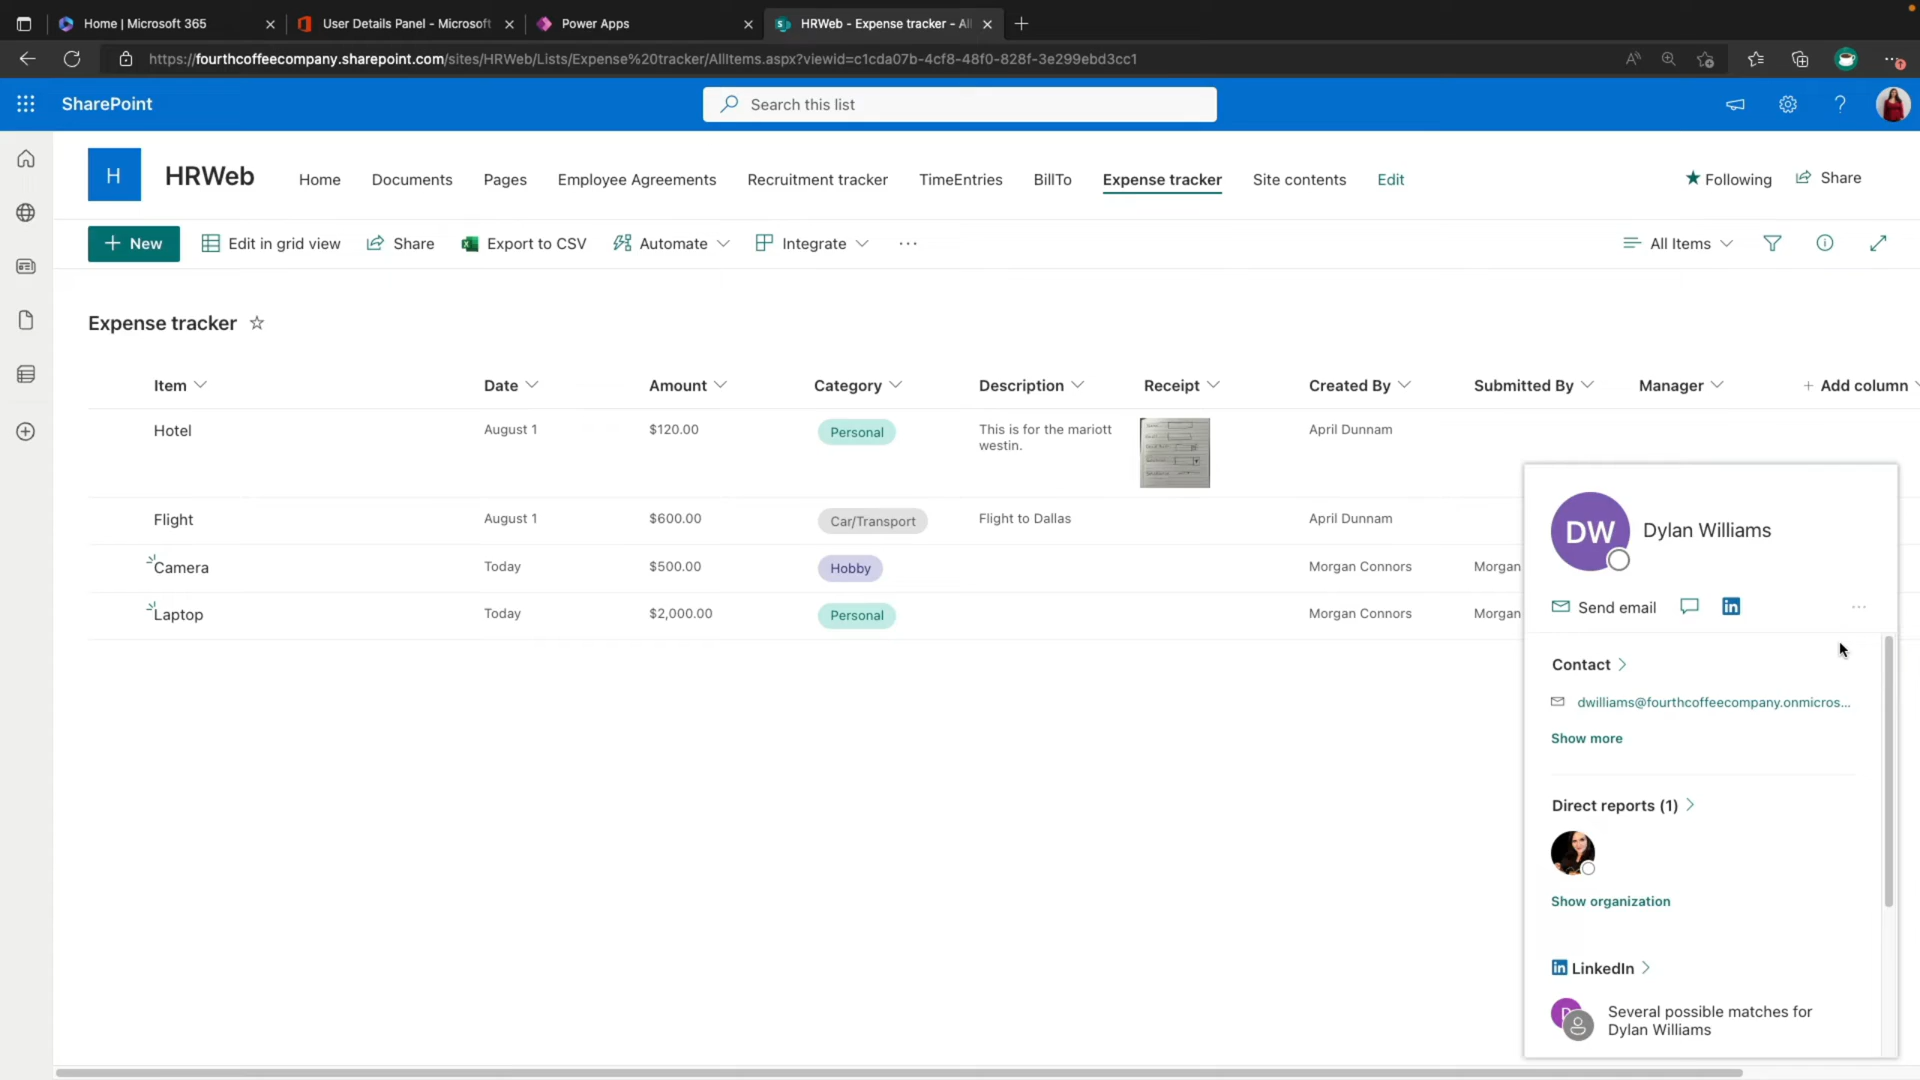 Home | Microsoft 365
User Details Panel - Microsoft
Power Apps
HRWeb - Expense tracker - All
https://fourthcoffeecompany.sharepoint.com/sites/HRWeb/Lists/Expense%20tracker/AllItems.aspx?viewid=c1cda07b-4cf8-48f0-828f-3e299ebd3cc1
SharePoint
Search this list
H
HRWeb
Home
Documents
Pages
Employee Agreements
Recruitment tracker
TimeEntries
BillTo
Expense tracker
Site contents
Edit
Following
Share
New
Edit in grid view
Share
Export to CSV
Automate
Integrate
All Items
Expense tracker
Item Date Amount Category Description Receipt Created By Submitted By Manager + Add column
Hotel August 1 $120.00 Personal This is for the mariott
westin.
April Dunnam
Flight August 1 $600.00 Car/Transport Flight to Dallas April Dunnam
Camera Today $500.00 Hobby Morgan Connors Morgan
Laptop Today $2,000.00 Personal Morgan Connors Morgan
DW
Dylan Williams
Send email
Contact
dwilliams@fourthcoffeecompany.onmicros...
Show more
Direct reports (1)
Show organization
in LinkedIn
Several possible matches for
Dylan Williams